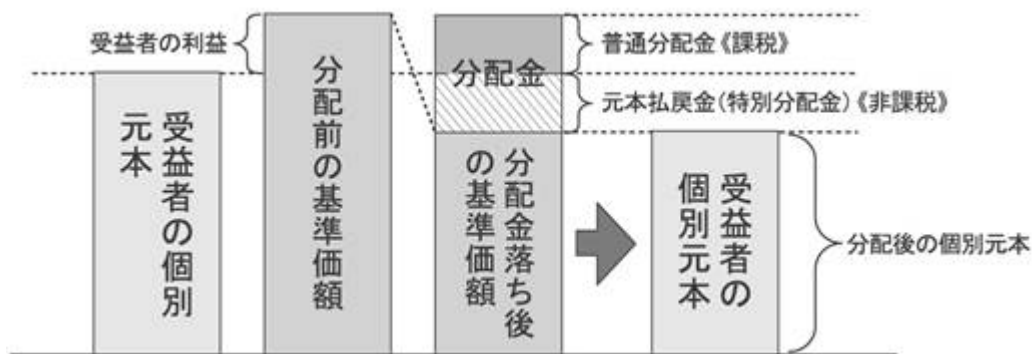 受益者の利益
受益者の個別
元本
分配前の基準価額
分配金
分配金落ち後
の基準価額
普通分配金《課税》
元本払戻金(特別分配金)《非課税》
受益者の
個別元本
分配後の個別元本